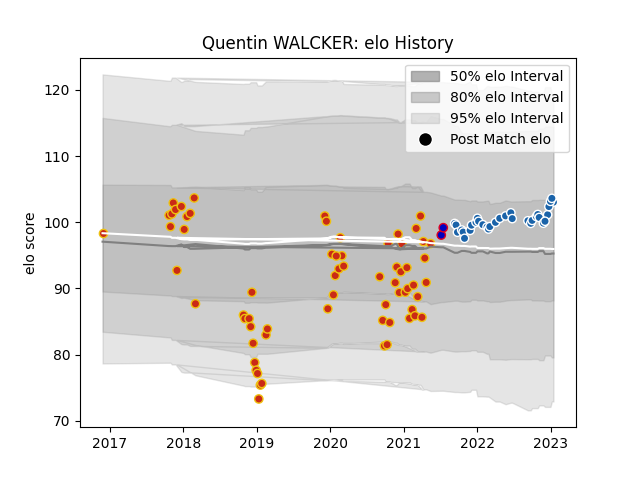 Quentin WALCKER: elo History
50% elo Interval
80% elo Interval
95% elo Interval
Post Match elo
elo score
120
110
100
90
80
70
2017 2018 2019 2020 2021 2022 2023